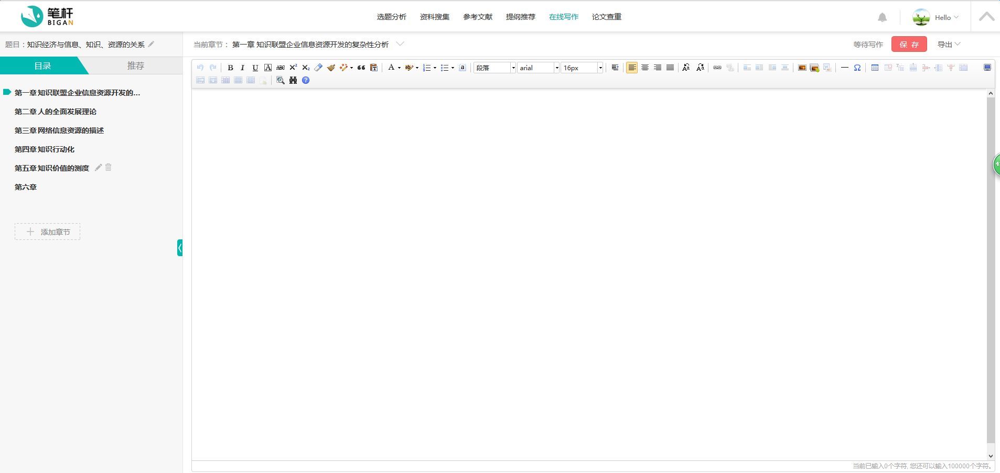 笔杆
BIGAN
选题分析 资料搜集 参考文献 提纲推荐 在线写作 论文查重
Hello
题目：知识经济与信息、知识、资源的关系
当前章节： 第一章 知识联盟企业信息资源开发的复杂性分析
等待写作 保 存 导出
目录 推荐
B I U A ABC X² X₂
段落 arial 16px
第一章 知识联盟企业信息资源开发的...
第二章 人的全面发展理论
第三章 网络信息资源的描述
第四章 知识行动化
第五章 知识价值的测度
第六章
添加章节
当前已输入0个字符, 您还可以输入100000个字符。